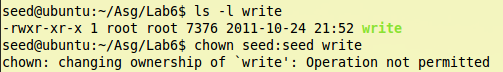 seed@ubuntu:~/Asg/Lab6$ ls -l write
-rwxr-xr-x 1 root root 7376 2011-10-24 21:52 write
seed@ubuntu:~/Asg/Lab6$ chown seed:seed write
chown: changing ownership of `write': Operation not permitted